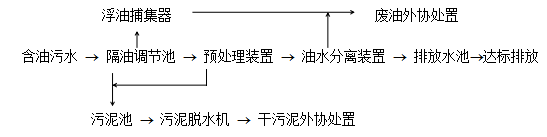 浮油捕集器 废油外协处置
含油污水 → 隔油调节池 → 预处理装置 → 油水分离装置 → 排放水池→达标排放
污泥池 → 污泥脱水机 → 干污泥外协处置